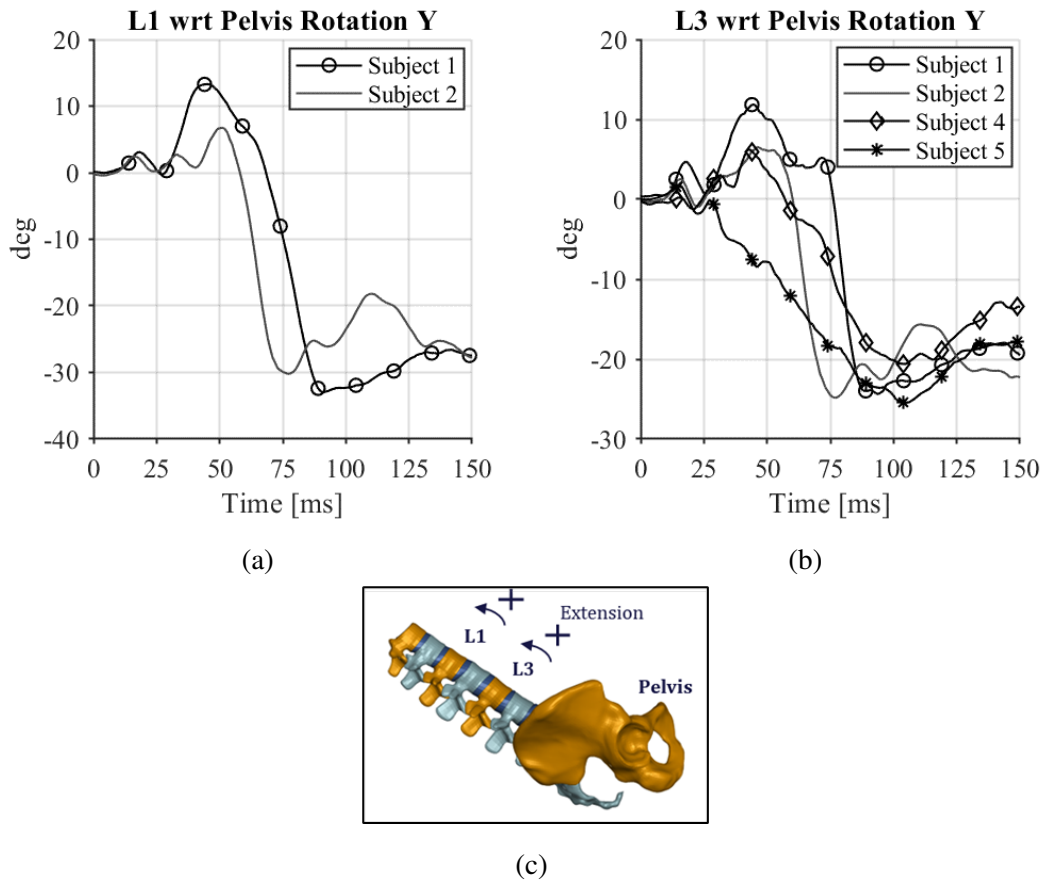 L1 wrt Pelvis Rotation Y
20
10
0
-10
-20
-30
-40
deg
Subject 1
Subject 2
0 25 50 75 100 125 150
Time [ms]
(a)
L3 wrt Pelvis Rotation Y
20
10
0
-10
-20
-30
deg
Subject 1
Subject 2
Subject 4
Subject 5
0 25 50 75 100 125 150
Time [ms]
(b)
+
Extension
L1
+
L3
Pelvis
(c)